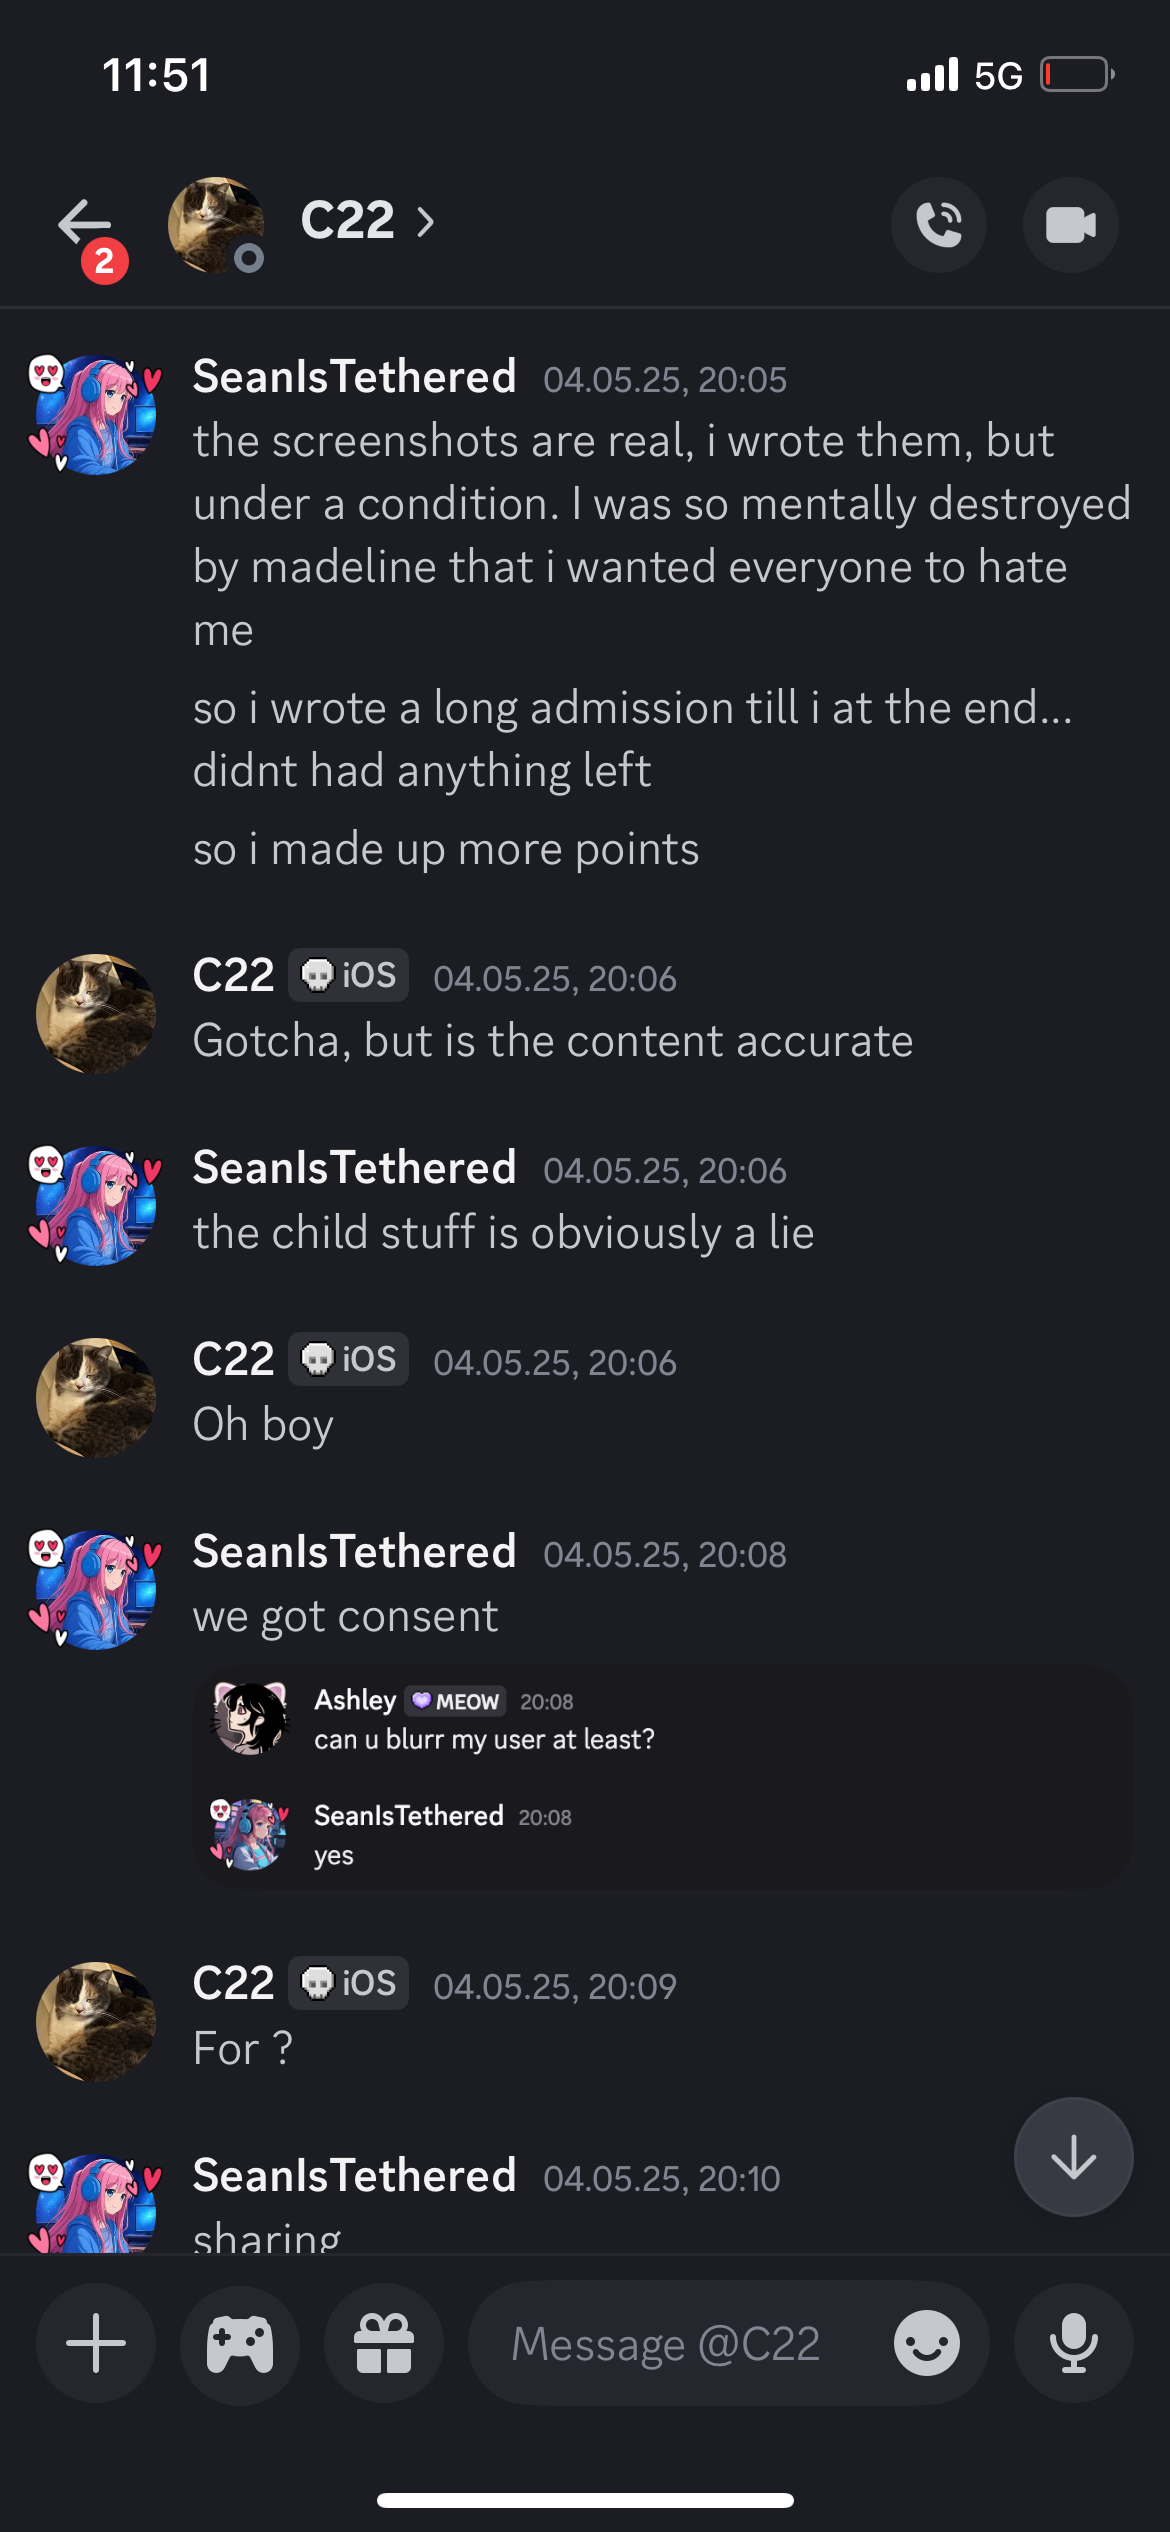 11:51
5G
2
C22
SeanIsTethered 04.05.25, 20:05
the screenshots are real, i wrote them, but
under a condition. I was so mentally destroyed
by madeline that i wanted everyone to hate
me
so i wrote a long admission till i at the end...
didnt had anything left
so i made up more points
C22 iOS 04.05.25, 20:06
Gotcha, but is the content accurate
SeanIsTethered 04.05.25, 20:06
the child stuff is obviously a lie
C22 iOS 04.05.25, 20:06
Oh boy
SeanIsTethered 04.05.25, 20:08
we got consent
Ashley MEOW 20:08
can u blurr my user at least?
SeanIsTethered 20:08
yes
C22 iOS 04.05.25, 20:09
For ?
SeanIsTethered 04.05.25, 20:10
sharing
Message @C22